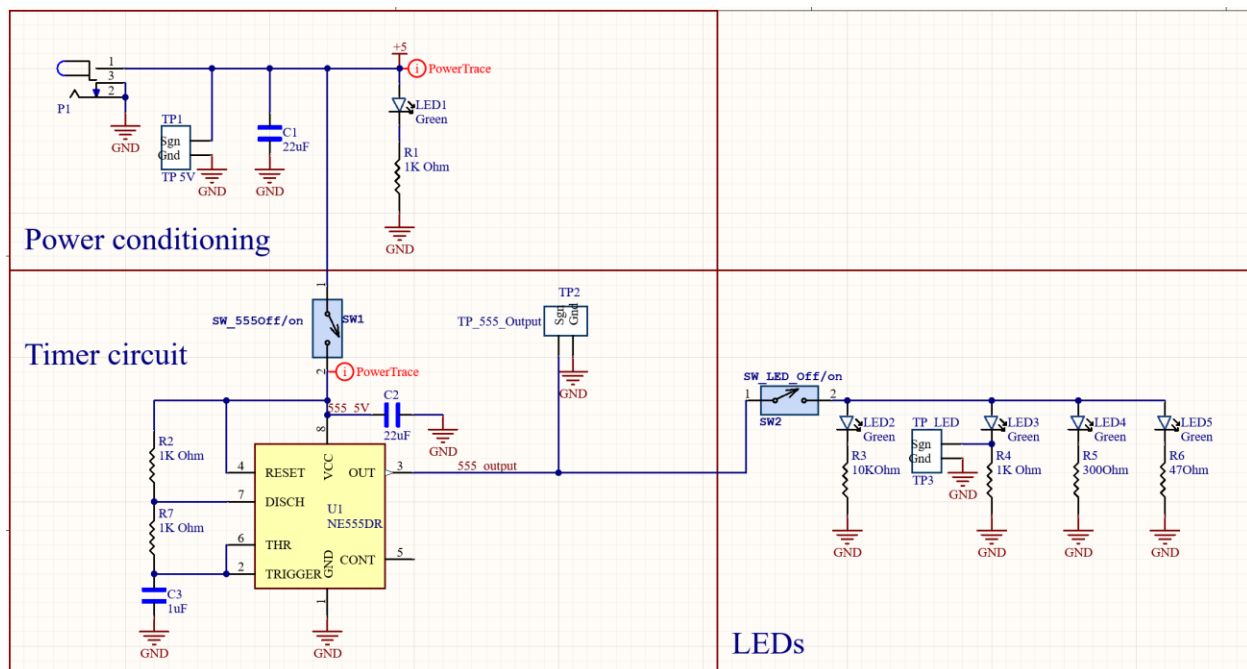 +5
PowerTrace
1
3
2
P1
GND
TP1
Sgn
Gnd
TP 5V
GND
C1
22uF
GND
LED1
Green
R1
1K Ohm
GND
Power conditioning
1
SW_555Off/on
SW1
2
PowerTrace
Timer circuit
555_5V
C2
22uF
GND
TP2
TP_555_Output
Sgn
Gnd
GND
R2
1K Ohm
R7
1K Ohm
C3
1uF
GND
8
VCC
4
RESET
7
DISCH
6
THR
2
TRIGGER
OUT
3
U1
NE555DR
CONT
5
GND
1
GND
555_output
SW_LED_Off/on
1
2
SW2
LED2
Green
R3
10KOhm
GND
TP_LED
Sgn
Gnd
TP3
GND
LED3
Green
R4
1K Ohm
GND
LED4
Green
R5
300Ohm
GND
LED5
Green
R6
47Ohm
GND
LEDs